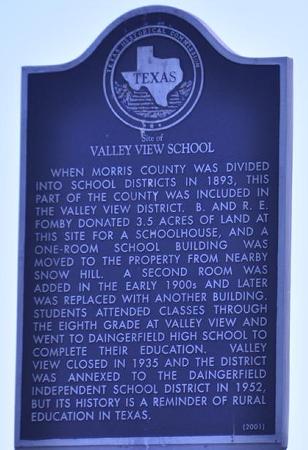 TEXAS HISTORICAL COMMISSION
TEXAS
Site of
VALLEY VIEW SCHOOL
WHEN MORRIS COUNTY WAS DIVIDED
INTO SCHOOL DISTRICTS IN 1893, THIS
PART OF THE COUNTY WAS INCLUDED IN
THE VALLEY VIEW DISTRICT. B. AND R. E.
FOMBY DONATED 3.5 ACRES OF LAND AT
THIS SITE FOR A SCHOOLHOUSE, AND A
ONE-ROOM SCHOOL BUILDING WAS
MOVED TO THE PROPERTY FROM NEARBY
SNOW HILL. A SECOND ROOM WAS
ADDED IN THE EARLY 1900s AND LATER
WAS REPLACED WITH ANOTHER BUILDING.
STUDENTS ATTENDED CLASSES THROUGH
THE EIGHTH GRADE AT VALLEY VIEW AND
WENT TO DAINGERFIELD HIGH SCHOOL TO
COMPLETE THEIR EDUCATION. VALLEY
VIEW CLOSED IN 1935 AND THE DISTRICT
WAS ANNEXED TO THE DAINGERFIELD
INDEPENDENT SCHOOL DISTRICT IN 1952,
BUT ITS HISTORY IS A REMINDER OF RURAL
EDUCATION IN TEXAS.
(2001)